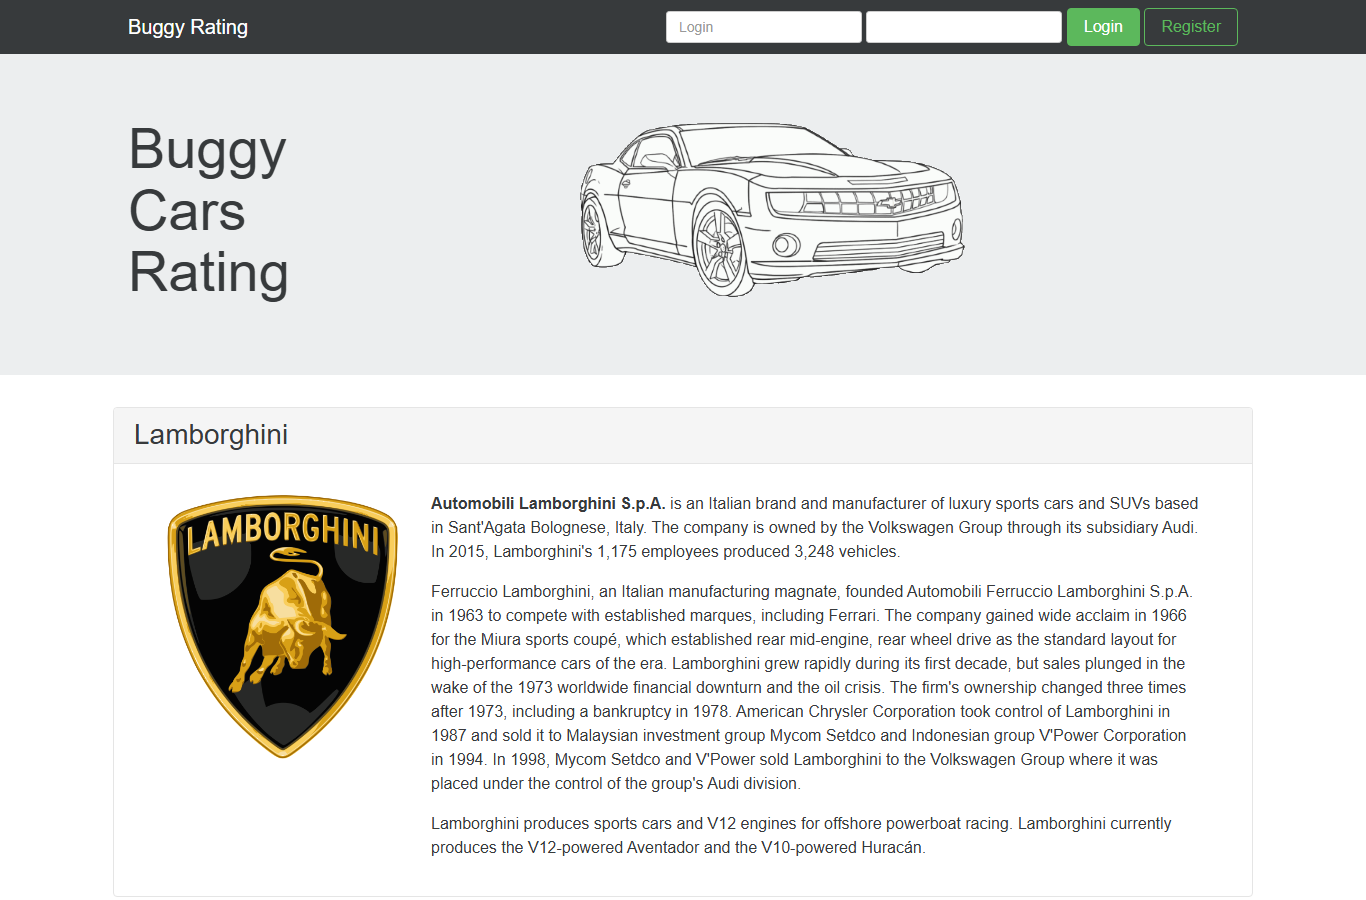 Buggy Rating
Login
Login
Register
Buggy
Cars
Rating
Lamborghini
LAMBORGHINI
Automobili Lamborghini S.p.A. is an Italian brand and manufacturer of luxury sports cars and SUVs based
in Sant'Agata Bolognese, Italy. The company is owned by the Volkswagen Group through its subsidiary Audi.
In 2015, Lamborghini's 1,175 employees produced 3,248 vehicles.
Ferruccio Lamborghini, an Italian manufacturing magnate, founded Automobili Ferruccio Lamborghini S.p.A.
in 1963 to compete with established marques, including Ferrari. The company gained wide acclaim in 1966
for the Miura sports coupé, which established rear mid-engine, rear wheel drive as the standard layout for
high-performance cars of the era. Lamborghini grew rapidly during its first decade, but sales plunged in the
wake of the 1973 worldwide financial downturn and the oil crisis. The firm's ownership changed three times
after 1973, including a bankruptcy in 1978. American Chrysler Corporation took control of Lamborghini in
1987 and sold it to Malaysian investment group Mycom Setdco and Indonesian group V'Power Corporation
in 1994. In 1998, Mycom Setdco and V'Power sold Lamborghini to the Volkswagen Group where it was
placed under the control of the group's Audi division.
Lamborghini produces sports cars and V12 engines for offshore powerboat racing. Lamborghini currently
produces the V12-powered Aventador and the V10-powered Huracán.